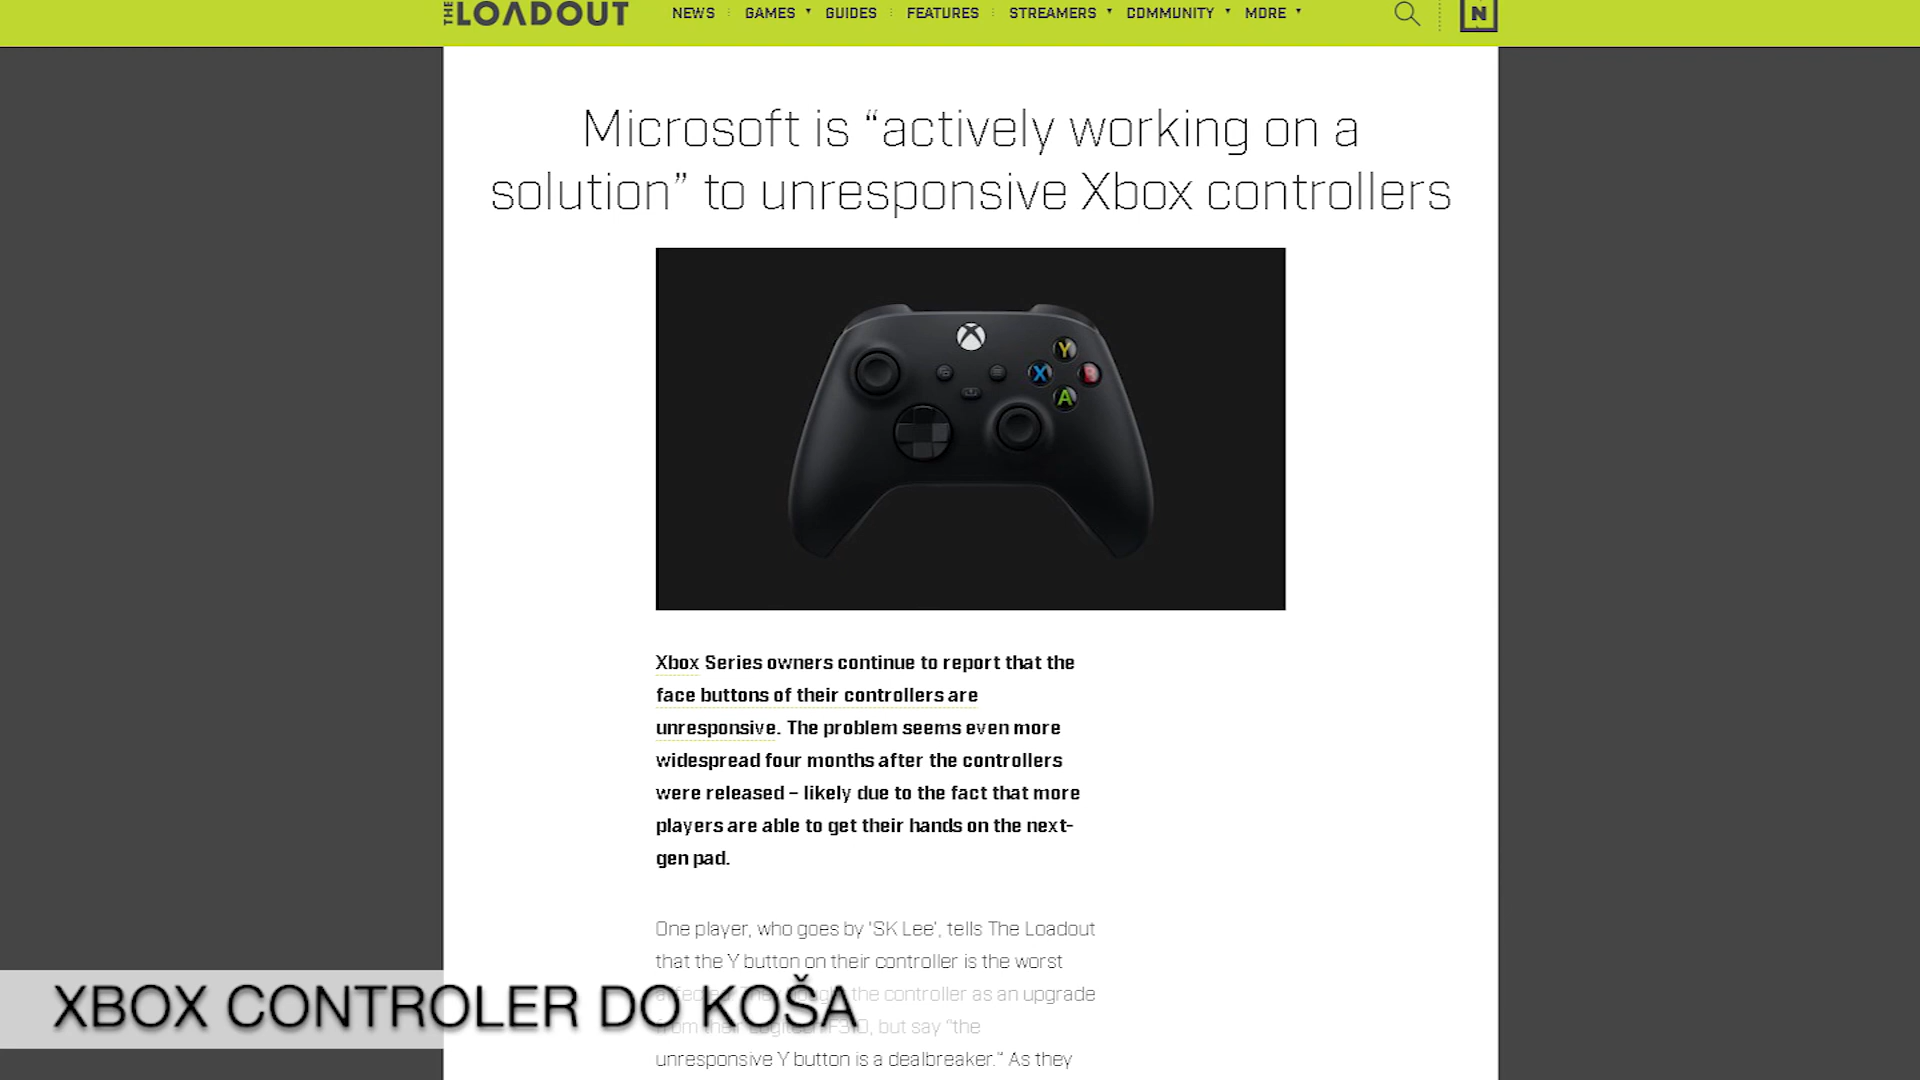 THE LOADOUT
NEWS GAMES GUIDES FEATURES STREAMERS COMMUNITY MORE N
Microsoft is “actively working on a
solution” to unresponsive Xbox controllers
Y
X B
A
Xbox Series owners continue to report that the
face buttons of their controllers are
unresponsive. The problem seems even more
widespread four months after the controllers
were released – likely due to the fact that more
players are able to get their hands on the next-
gen pad.
One player, who goes by ‘SK Lee’, tells The Loadout
that the Y button on their controller is the worst
the controller as an upgrade
from their Logitech F310, but say “the
unresponsive Y button is a dealbreaker.” As they
XBOX CONTROLER DO KOŠA